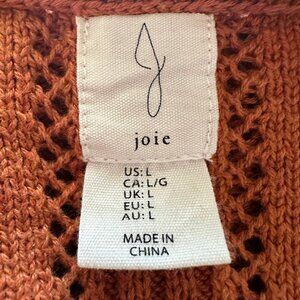 J
joie
US: L
CA: L/G
UK: L
EU: L
AU: L
MADE IN
CHINA